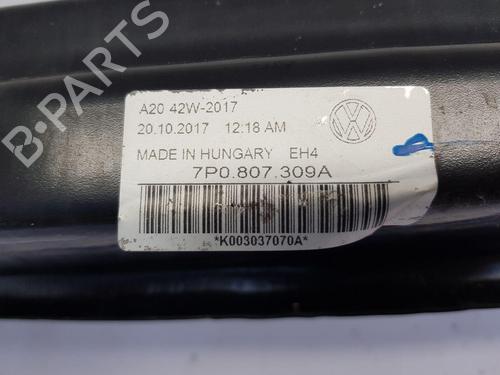 A20 42W-2017
20.10.2017 12:18 AM
MADE IN HUNGARY EH4
7P0.807.309A
*K003037070A*
B-PARTS